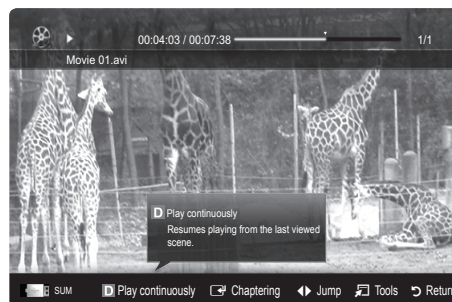 00:04:03 / 00:07:38 1/1
Movie 01.avi
D Play continuously
Resumes playing from the last viewed
scene.
SUM D Play continuously Chaptering Jump Tools Return